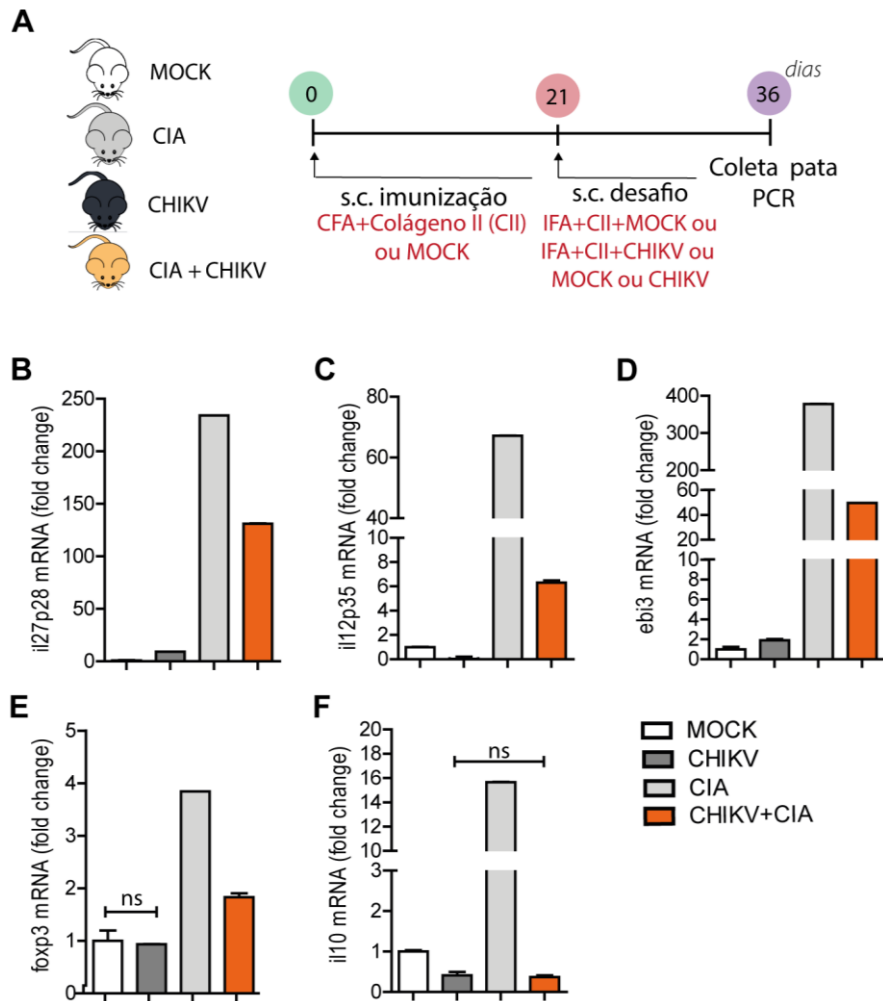 A
MOCK
CIA
CHIKV
CIA + CHIKV
dias
0
21
36
s.c. imunização
CFA+Colágeno II (CII)
ou MOCK
s.c. desafio
IFA+CII+MOCK ou
IFA+CII+CHIKV ou
MOCK ou CHIKV
Coleta pata
PCR
B
il27p28 mRNA (fold change)
250
200
150
100
50
0
C
il12p35 mRNA (fold change)
80
60
40
6
4
2
0
D
ebi3 mRNA (fold change)
400
300
200
60
40
20
10
8
6
4
2
0
E
foxp3 mRNA (fold change)
5
4
3
2
1
0
ns
F
il10 mRNA (fold change)
20
18
16
14
12
10
3
2
1
0
ns
MOCK
CHIKV
CIA
CHIKV+CIA